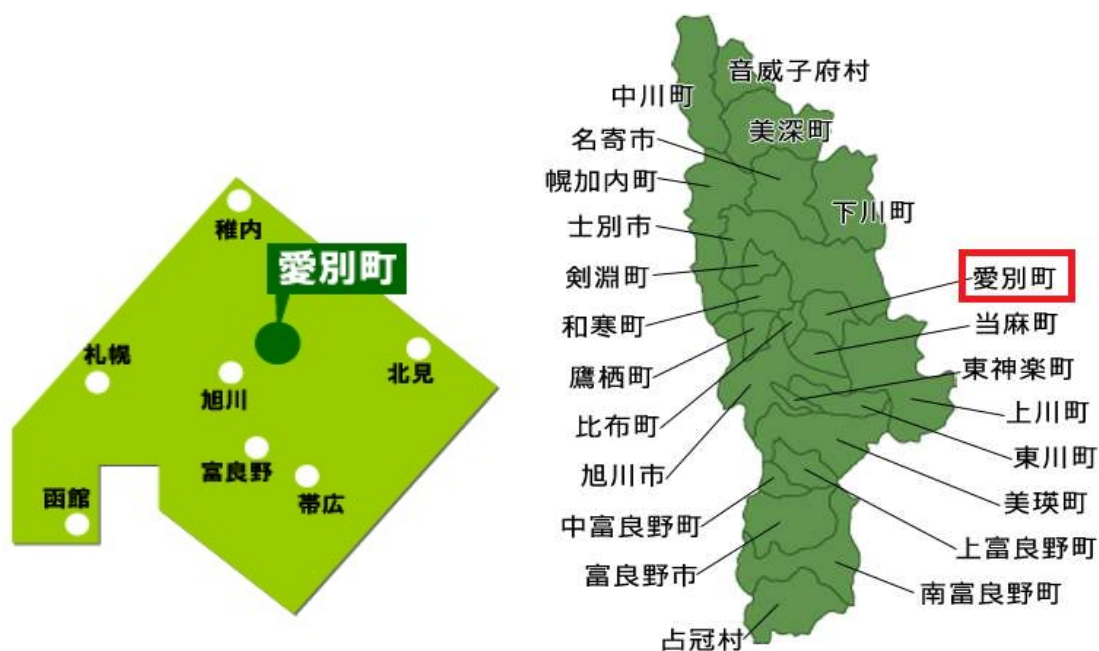 稚内
愛別町
札幌
旭川
北見
富良野
帯広
函館
音威子府村
中川町
美深町
名寄市
幌加内町
下川町
士別市
剣淵町
愛別町
和寒町
当麻町
鷹栖町
東神楽町
比布町
上川町
旭川市
東川町
中富良野町
美瑛町
富良野市
上富良野町
南富良野町
占冠村